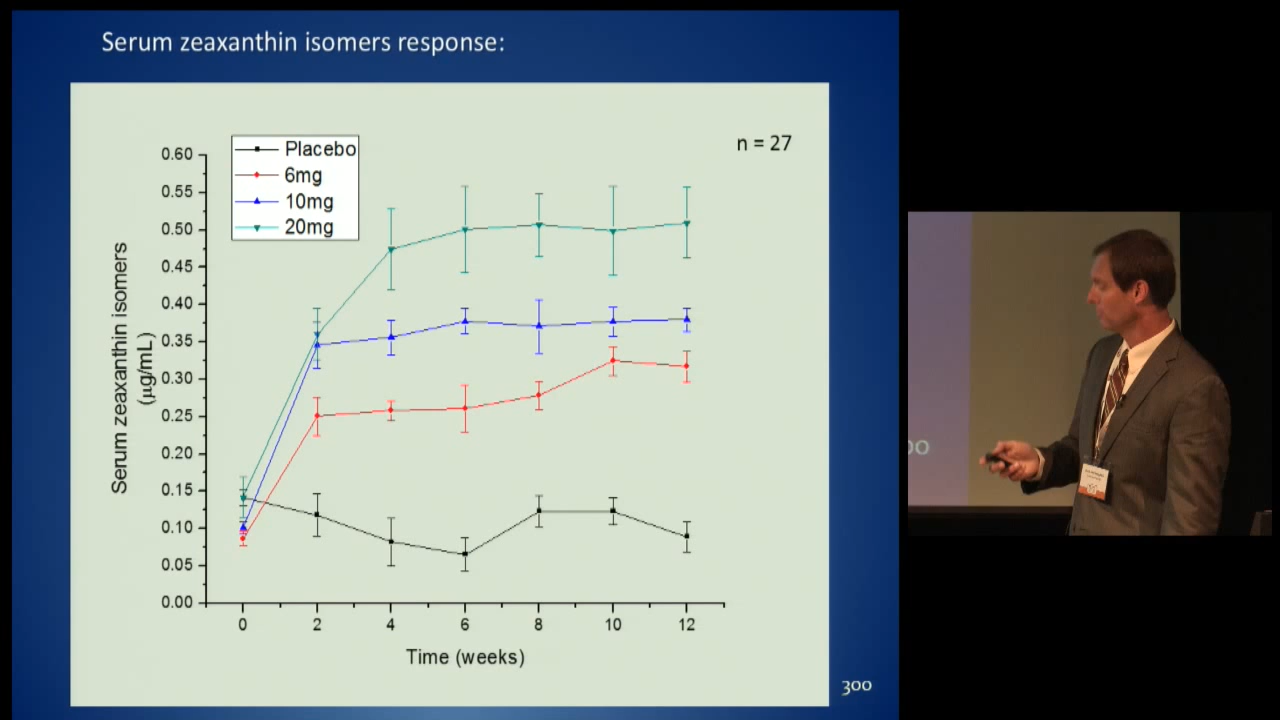 Serum zeaxanthin isomers response:
n = 27
Placebo
6mg
10mg
20mg
0.60
0.55
0.50
0.45
0.40
0.35
0.30
0.25
0.20
0.15
0.10
0.05
0.00
Serum zeaxanthin isomers
(µg/mL)
0 2 4 6 8 10 12
Time (weeks)
300